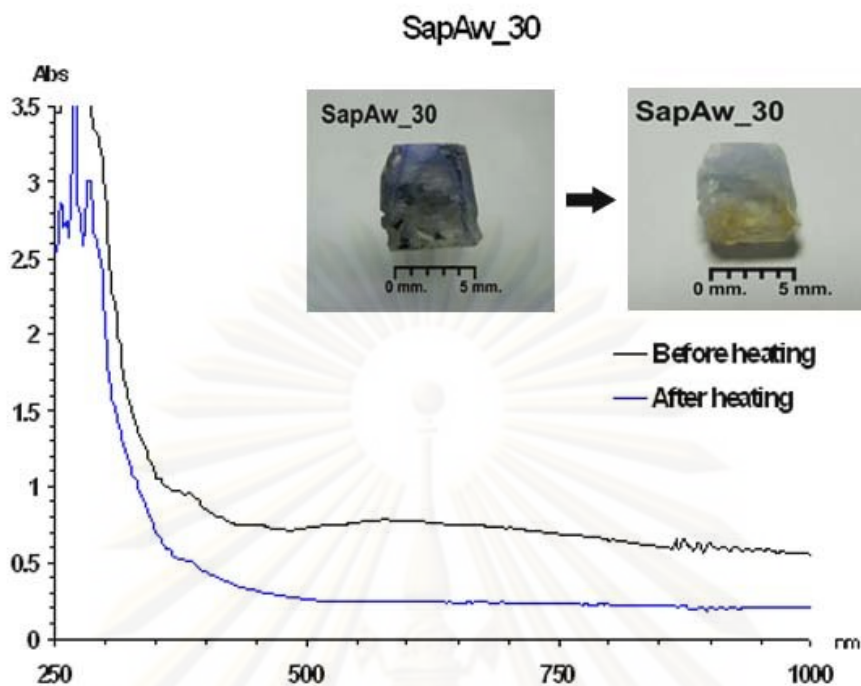 SapAw_30
Abs
3.5
3
2.5
2
1.5
1
0.5
0
250
500
750
1000
nm
SapAw_30
0 mm. 5 mm.
SapAw_30
0 mm. 5 mm.
Before heating
After heating